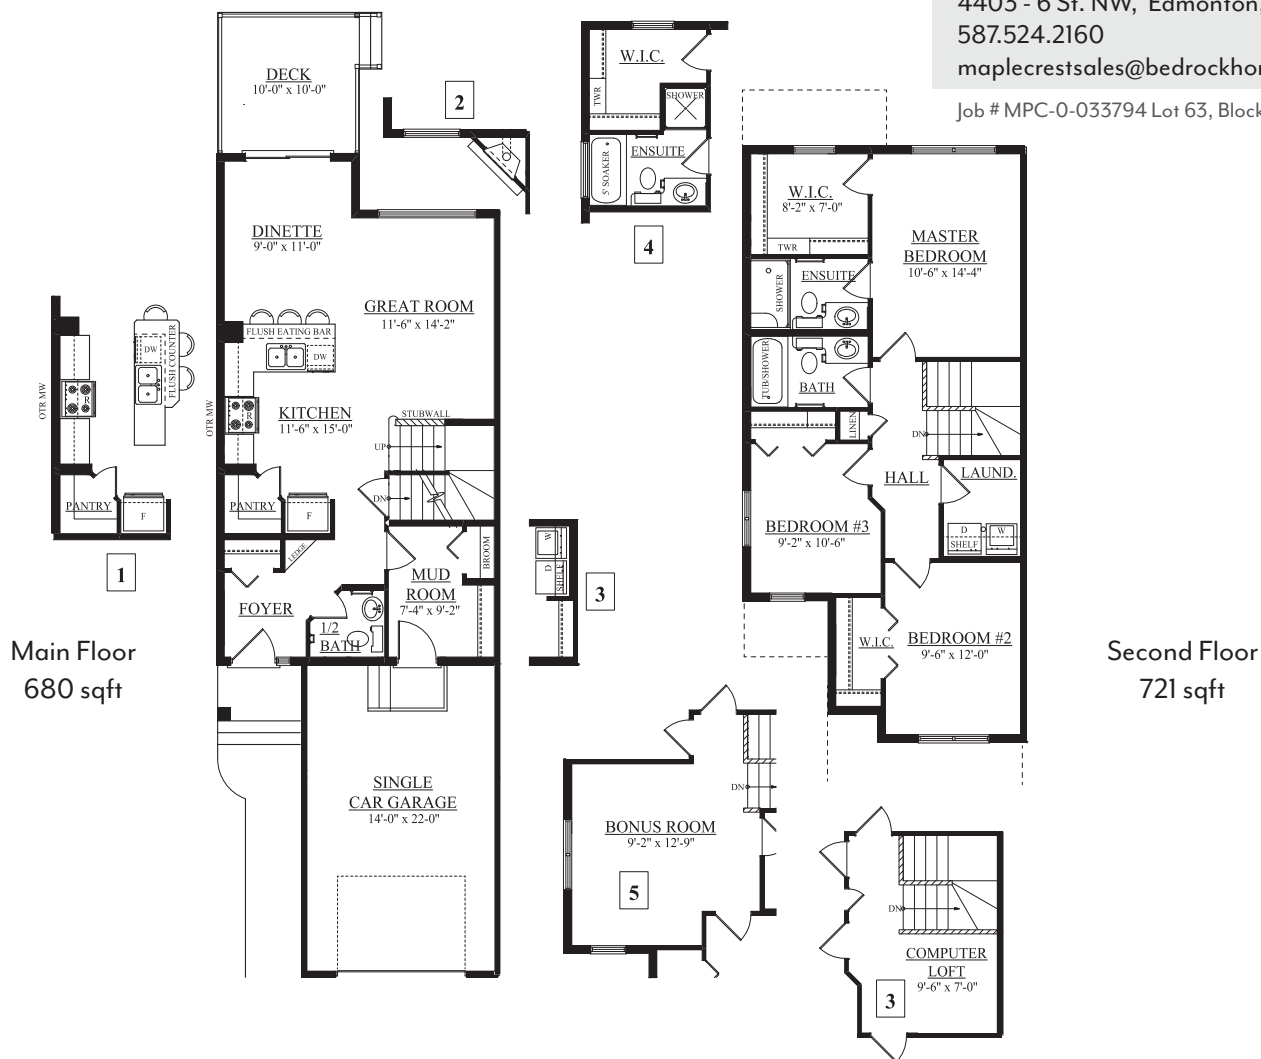 4403 - 6 St. NW, Edmonton,
587.524.2160
maplecrestsales@bedrockhom
Job # MPC-0-033794 Lot 63, Block
DECK
10'-0" x 10'-0"
2
DINETTE
9'-0" x 11'-0"
GREAT ROOM
11'-6" x 14'-2"
FLUSH EATING BAR
DW
R
OTR MW
KITCHEN
11'-6" x 15'-0"
STUBWALL
UP
DN
PANTRY
F
LEDGE
BROOM
MUD
ROOM
7'-4" x 9'-2"
FOYER
1/2
BATH
SINGLE
CAR GARAGE
14'-0" x 22'-0"
DW
FLUSH COUNTER
OTR MW
R
PANTRY
F
1
Main Floor
680 sqft
W
D
SHELF
3
W.I.C.
TWR
SHOWER
5' SOAKER
ENSUITE
4
W.I.C.
8'-2" x 7'-0"
TWR
MASTER
BEDROOM
10'-6" x 14'-4"
ENSUITE
SHOWER
TUB/SHOWER
BATH
LINEN
DN
HALL
LAUND.
D
W
SHELF
BEDROOM #3
9'-2" x 10'-6"
W.I.C.
BEDROOM #2
9'-6" x 12'-0"
Second Floor
721 sqft
DN
BONUS ROOM
9'-2" x 12'-9"
5
DN
COMPUTER
LOFT
9'-6" x 7'-0"
3